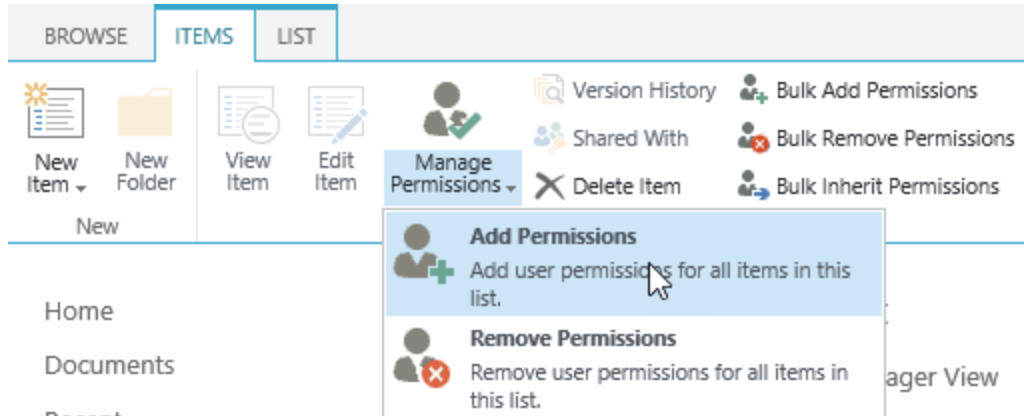 BROWSE ITEMS LIST
Version History Bulk Add Permissions
Shared With Bulk Remove Permissions
New Item New Folder View Item Edit Item Manage Permissions Delete Item Bulk Inherit Permissions
New
Add Permissions
Add user permissions for all items in this
list.
Remove Permissions
Remove user permissions for all items in
this list.
Home
Documents
ager View